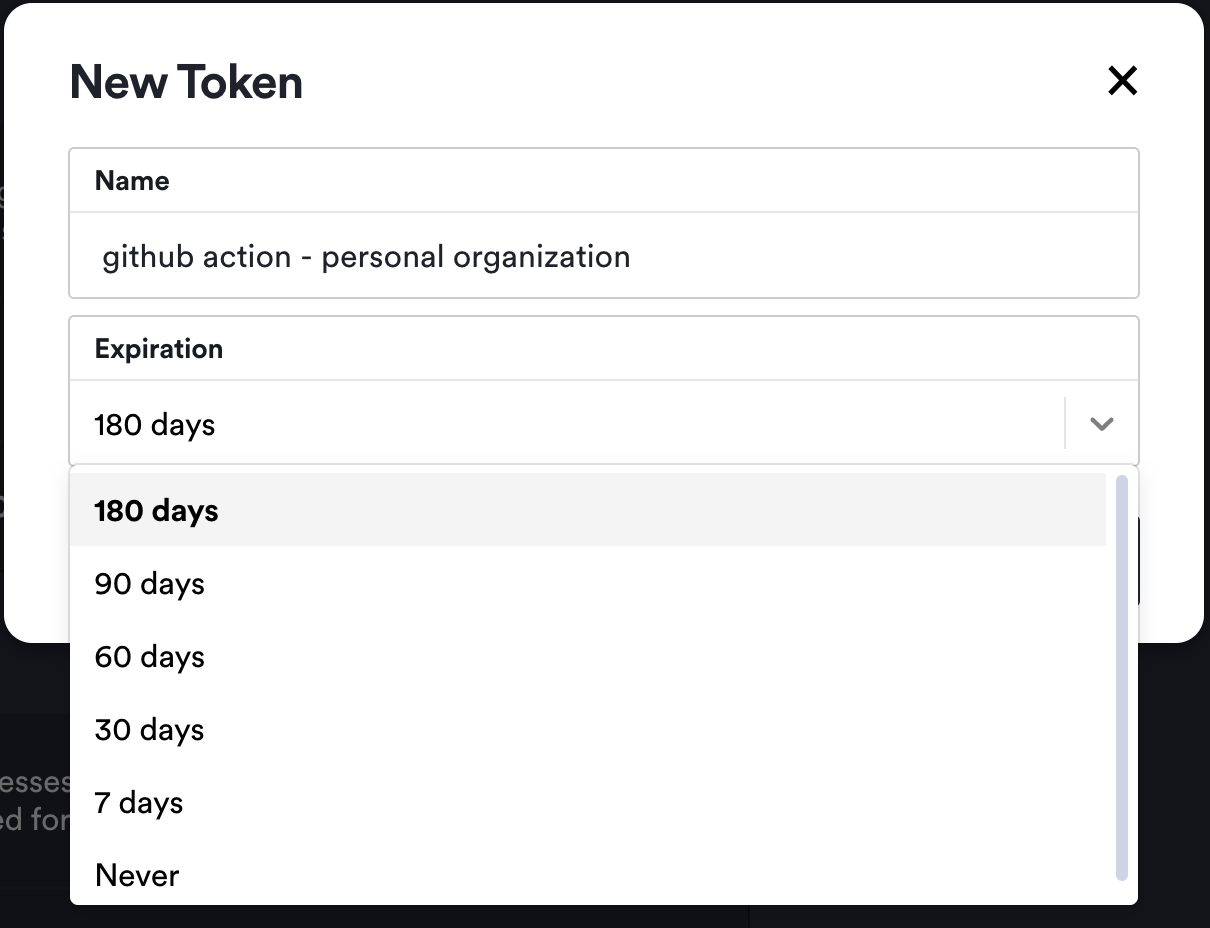 New Token
Name
github action - personal organization
Expiration
180 days
180 days
90 days
60 days
30 days
7 days
Never
esses
ed for